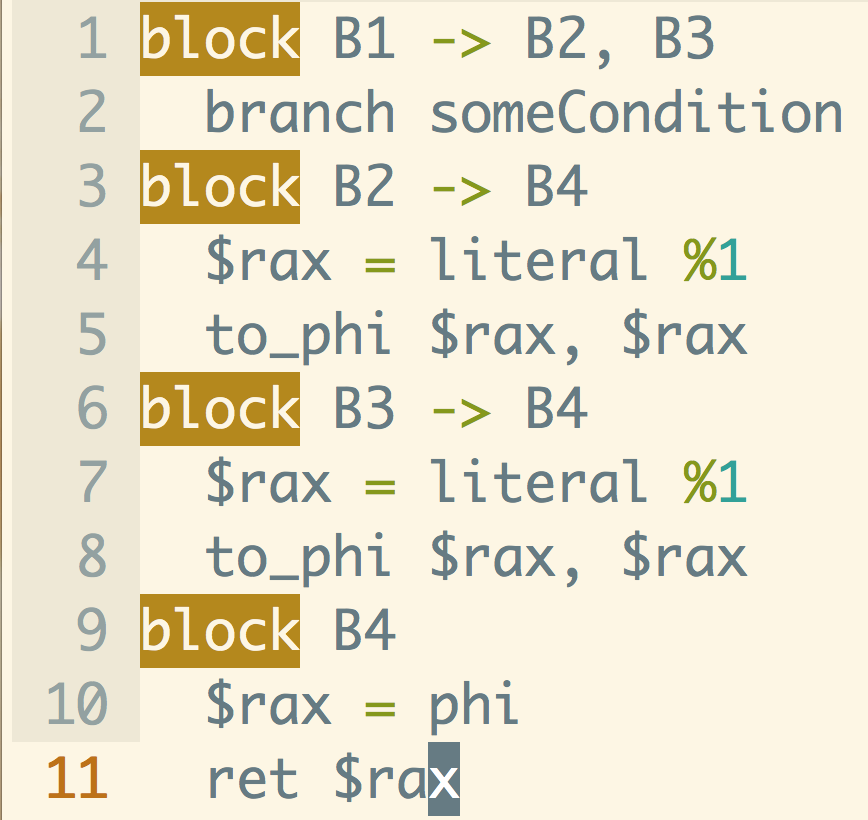 1 block B1 -> B2, B3
2   branch someCondition
3 block B2 -> B4
4   $rax = literal %1
5   to_phi $rax, $rax
6 block B3 -> B4
7   $rax = literal %1
8   to_phi $rax, $rax
9 block B4
10   $rax = phi
11   ret $rax